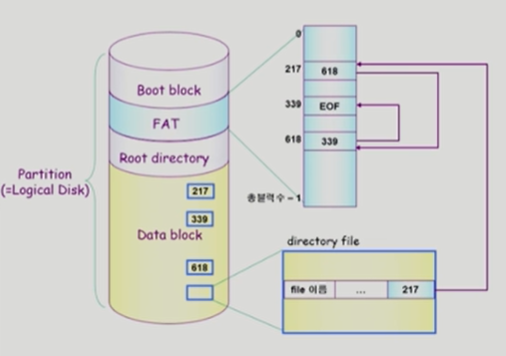 Boot block
FAT
Root directory
Partition
(=Logical Disk)
217
339
Data block
618
0
217 618
339 EOF
618 339
총블럭수 - 1
directory file
file 이름 ... 217